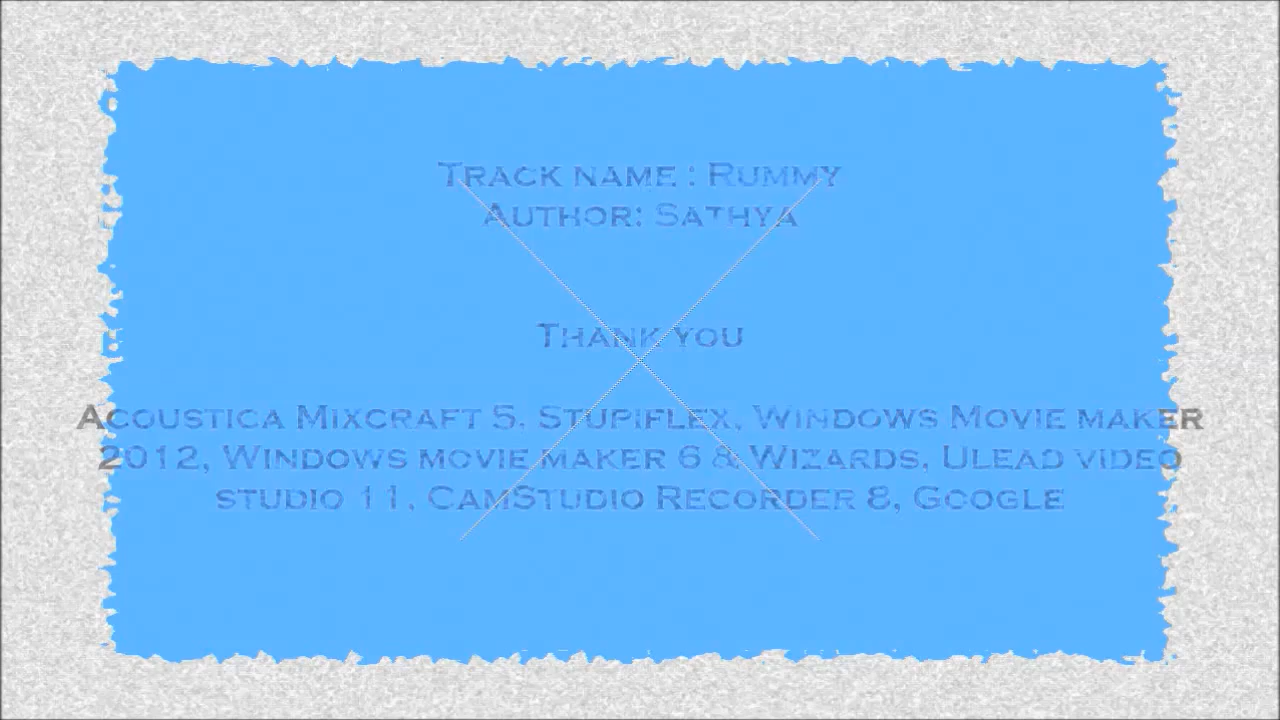 Track name : Rummy
Author: Sathya
Thank you
Acoustica Mixcraft 5, Stupiflex, Windows Movie maker
2012, Windows movie maker 6 & Wizards, Ulead video
studio 11, CamStudio Recorder 8, Google